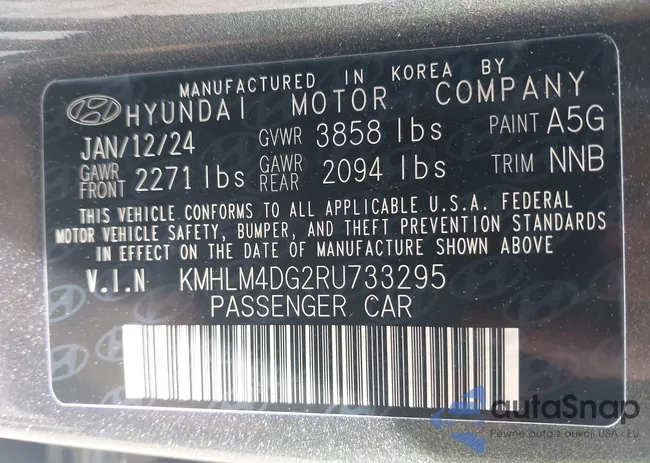 MANUFACTURED IN KOREA BY
HYUNDAI MOTOR COMPANY
JAN/12/24 GVWR 3858 lbs PAINT A5G
GAWR FRONT 2271 lbs GAWR REAR 2094 lbs TRIM NNB
THIS VEHICLE CONFORMS TO ALL APPLICABLE U.S.A. FEDERAL
MOTOR VEHICLE SAFETY, BUMPER, AND THEFT PREVENTION STANDARDS
IN EFFECT ON THE DATE OF MANUFACTURE SHOWN ABOVE
V.I.N KMHLM4DG2RU733295
PASSENGER CAR
autaSnap
Pewne auto z aukcji USA i EU